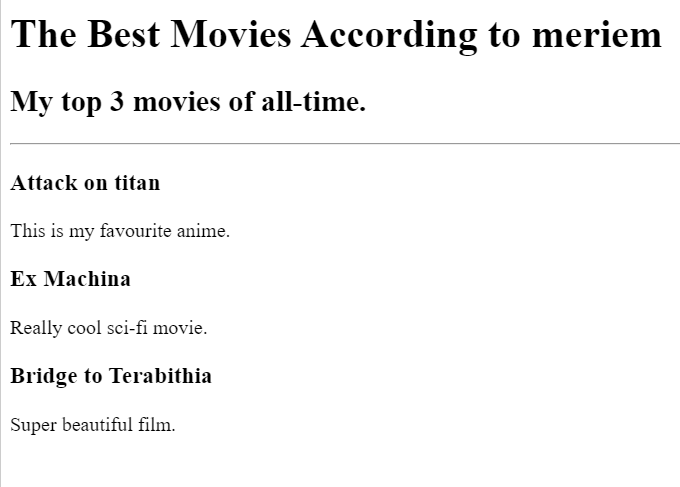 The Best Movies According to meriem
My top 3 movies of all-time.
Attack on titan
This is my favourite anime.
Ex Machina
Really cool sci-fi movie.
Bridge to Terabithia
Super beautiful film.